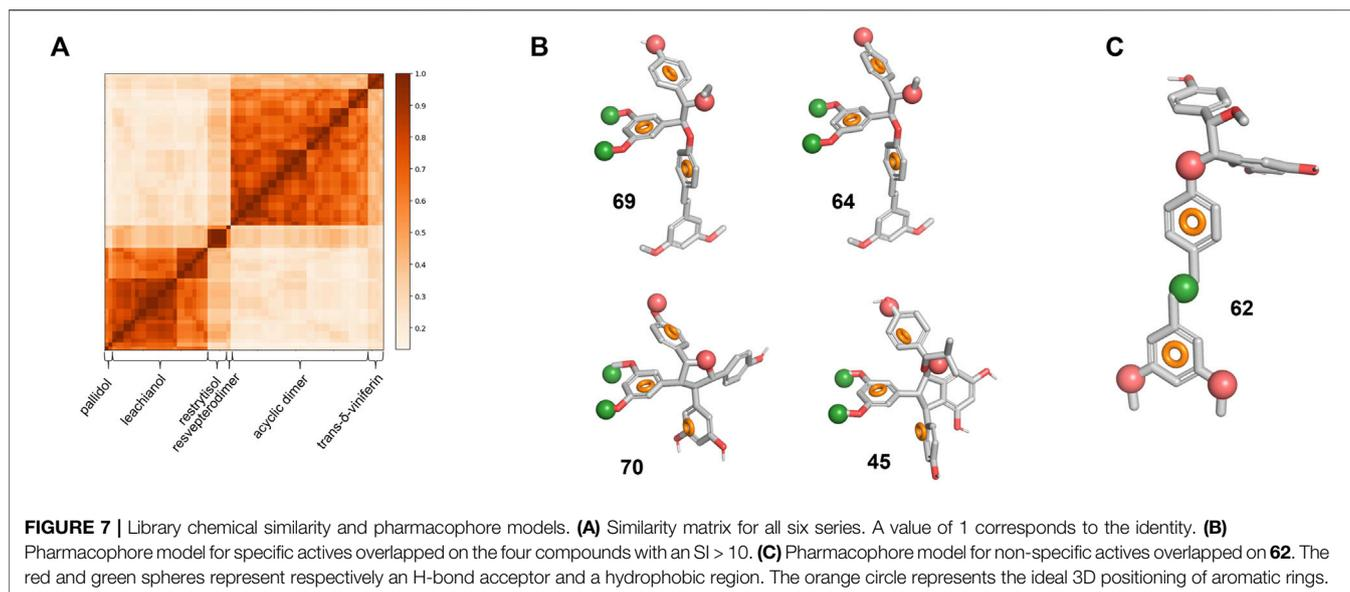 A
B
C
1.0
0.9
0.8
0.7
0.6
0.5
0.4
0.3
0.2
pallidol
leachianol
restrytisol
resvepterodimer
acyclic dimer
trans-δ-viniferin
69
64
70
45
62
FIGURE 7 | Library chemical similarity and pharmacophore models. (A) Similarity matrix for all six series. A value of 1 corresponds to the identity. (B)
Pharmacophore model for specific actives overlapped on the four compounds with an SI > 10. (C) Pharmacophore model for non-specific actives overlapped on 62. The
red and green spheres represent respectively an H-bond acceptor and a hydrophobic region. The orange circle represents the ideal 3D positioning of aromatic rings.